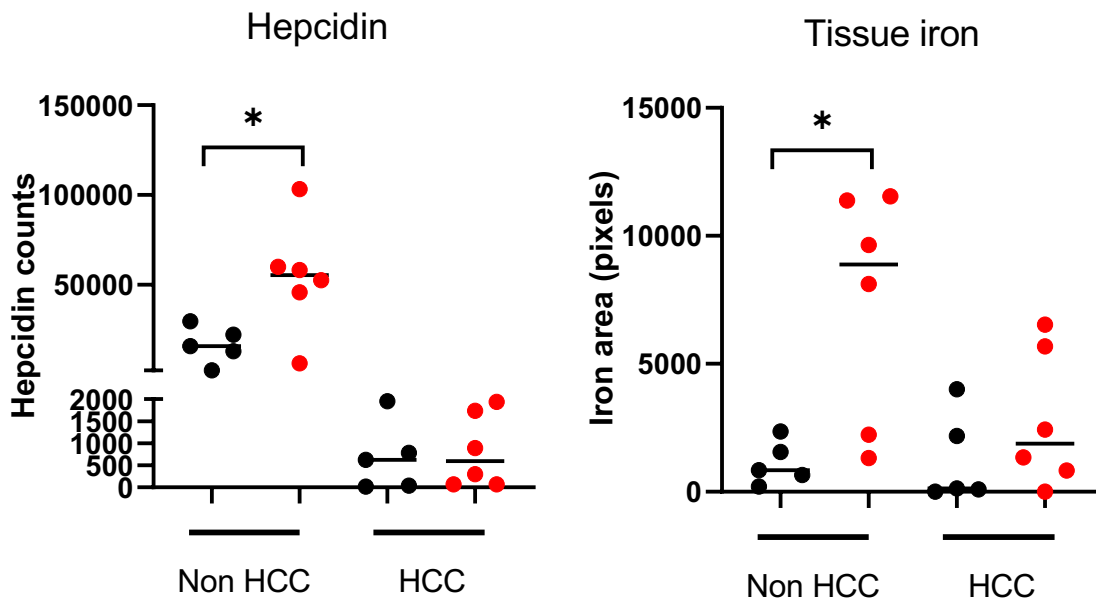 Hepcidin
Hepcidin counts
150000
100000
50000
2000
1500
1000
500
0
*
Non HCC
HCC
Tissue iron
Iron area (pixels)
15000
10000
5000
0
*
Non HCC
HCC